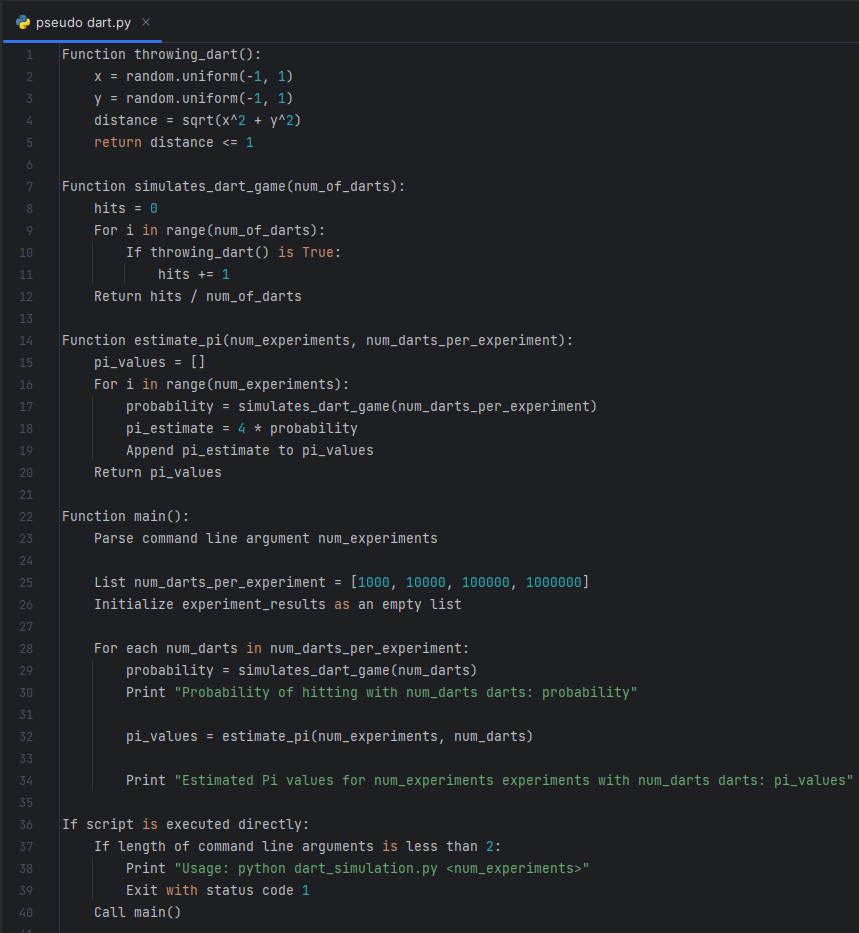 pseudo dart.py ×
1 Function throwing_dart():
2     x = random.uniform(-1, 1)
3     y = random.uniform(-1, 1)
4     distance = sqrt(x^2 + y^2)
5     return distance <= 1
6
7 Function simulates_dart_game(num_of_darts):
8     hits = 0
9     For i in range(num_of_darts):
10         If throwing_dart() is True:
11             hits += 1
12     Return hits / num_of_darts
13
14 Function estimate_pi(num_experiments, num_darts_per_experiment):
15     pi_values = []
16     For i in range(num_experiments):
17         probability = simulates_dart_game(num_darts_per_experiment)
18         pi_estimate = 4 * probability
19         Append pi_estimate to pi_values
20     Return pi_values
21
22 Function main():
23     Parse command line argument num_experiments
24
25     List num_darts_per_experiment = [1000, 10000, 100000, 1000000]
26     Initialize experiment_results as an empty list
27
28     For each num_darts in num_darts_per_experiment:
29         probability = simulates_dart_game(num_darts)
30         Print "Probability of hitting with num_darts darts: probability"
31
32         pi_values = estimate_pi(num_experiments, num_darts)
33
34         Print "Estimated Pi values for num_experiments experiments with num_darts darts: pi_values"
35
36 If script is executed directly:
37     If length of command line arguments is less than 2:
38         Print "Usage: python dart_simulation.py <num_experiments>"
39         Exit with status code 1
40     Call main()